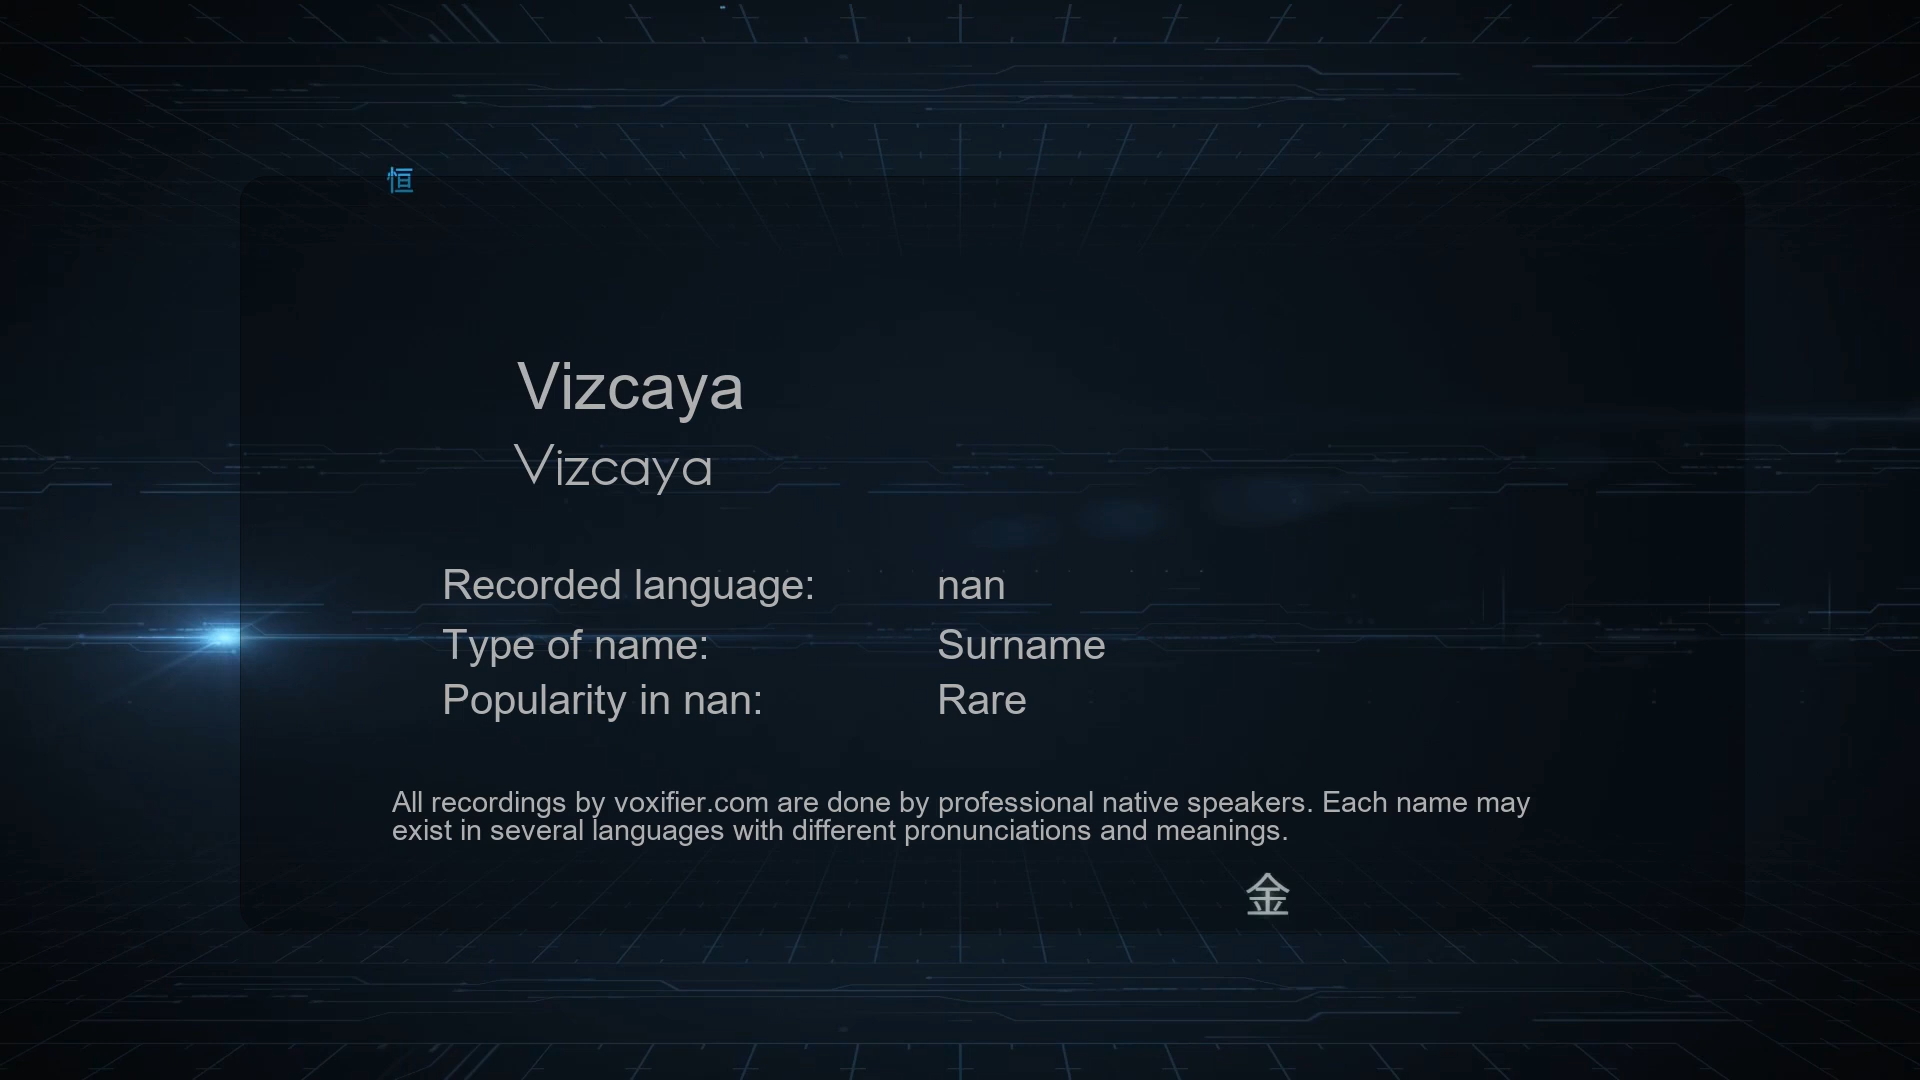 恒
Vizcaya
Vizcaya
Recorded language: nan
Type of name: Surname
Popularity in nan: Rare
All recordings by voxifier.com are done by professional native speakers. Each name may
exist in several languages with different pronunciations and meanings.
金